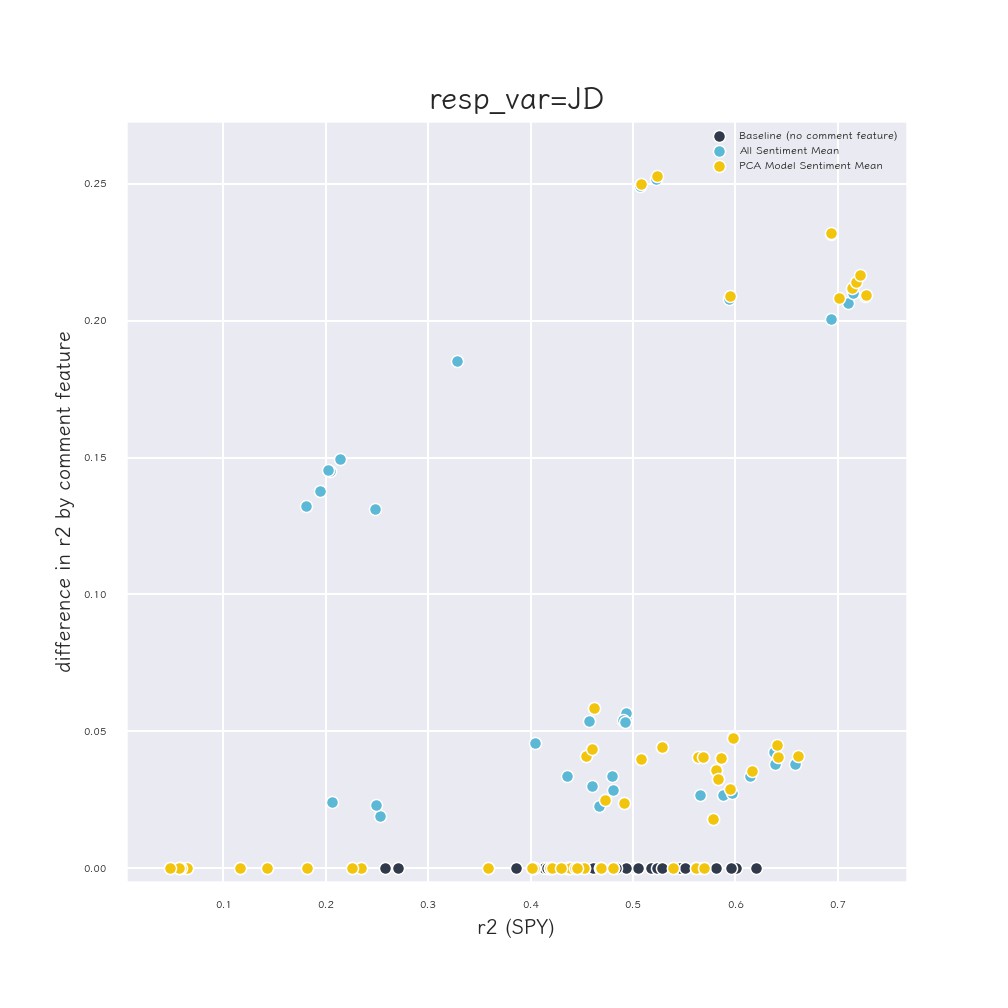 resp_var=JD
Baseline (no comment feature)
All Sentiment Mean
PCA Model Sentiment Mean
difference in r2 by comment feature
0.25
0.20
0.15
0.10
0.05
0.00
0.1 0.2 0.3 0.4 0.5 0.6 0.7
r2 (SPY)